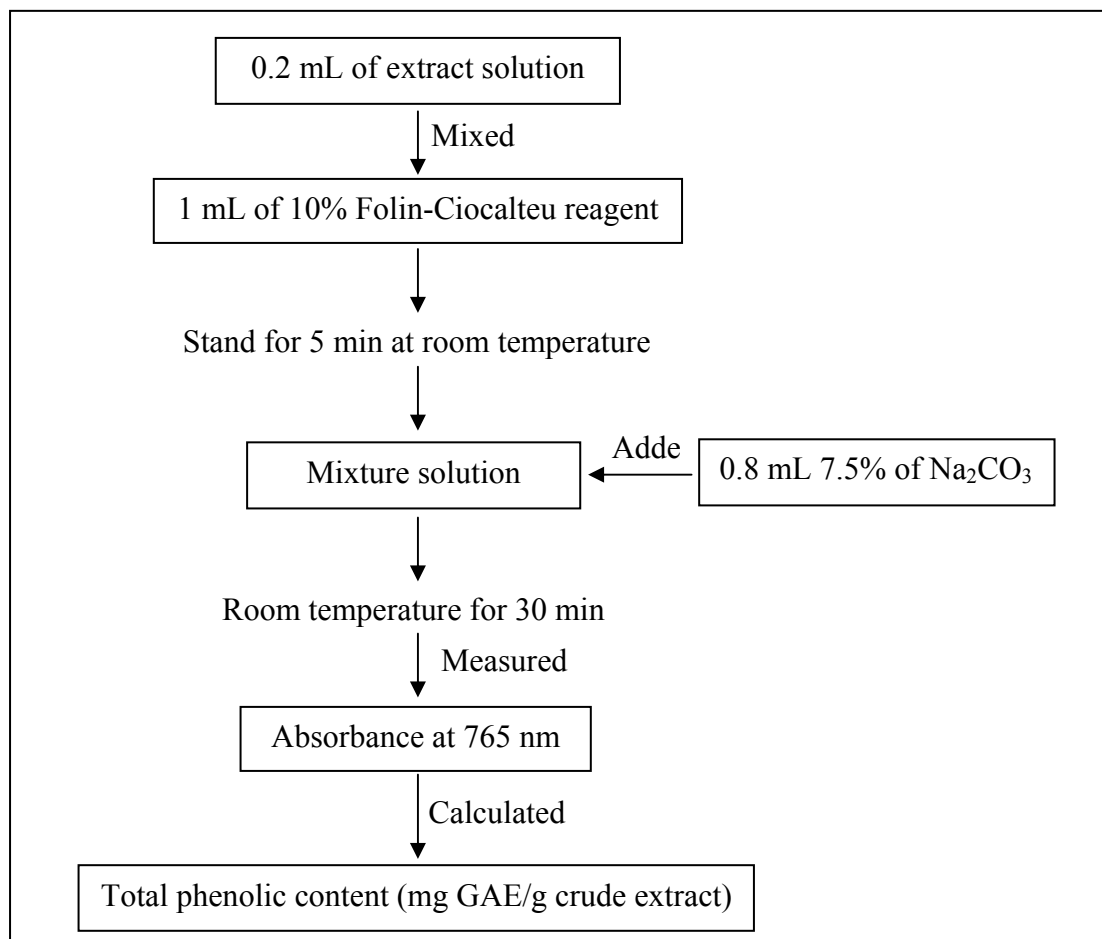 0.2 mL of extract solution
Mixed
1 mL of 10% Folin-Ciocalteu reagent
Stand for 5 min at room temperature
Adde
Mixture solution
0.8 mL 7.5% of Na₂CO₃
Room temperature for 30 min
Measured
Absorbance at 765 nm
Calculated
Total phenolic content (mg GAE/g crude extract)